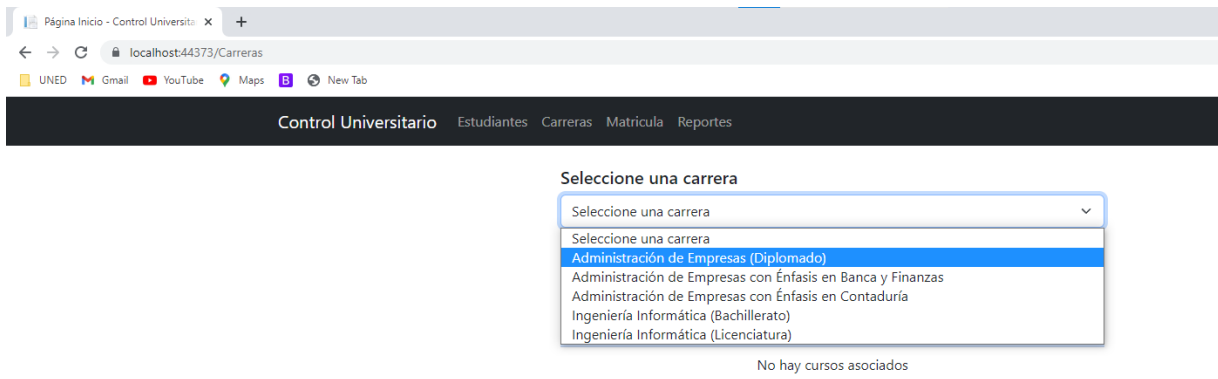 Página Inicio - Control Universita
localhost:44373/Carreras
UNED Gmail YouTube Maps B New Tab
Control Universitario Estudiantes Carreras Matricula Reportes
Seleccione una carrera
Seleccione una carrera
Seleccione una carrera
Administración de Empresas (Diplomado)
Administración de Empresas con Énfasis en Banca y Finanzas
Administración de Empresas con Énfasis en Contaduría
Ingeniería Informática (Bachillerato)
Ingeniería Informática (Licenciatura)
No hay cursos asociados